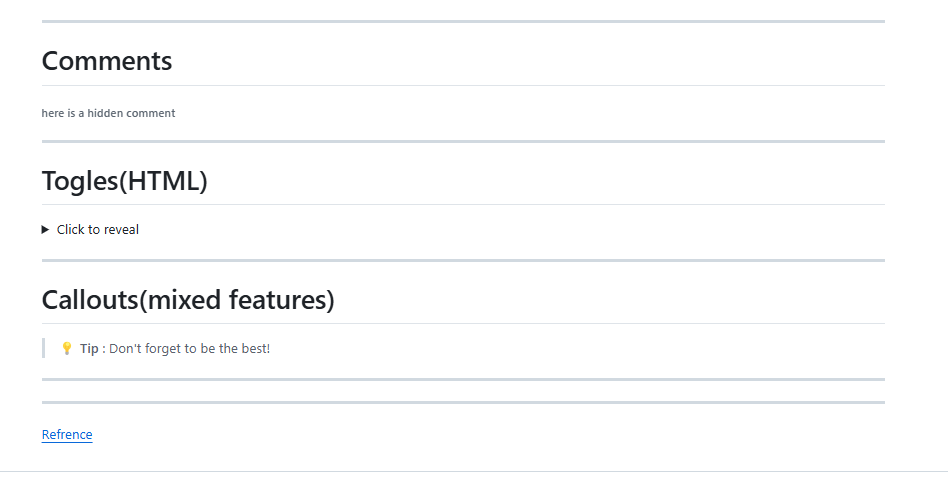 Comments
here is a hidden comment
Togles(HTML)
Click to reveal
Callouts(mixed features)
💡 Tip : Don't forget to be the best!
Refrence